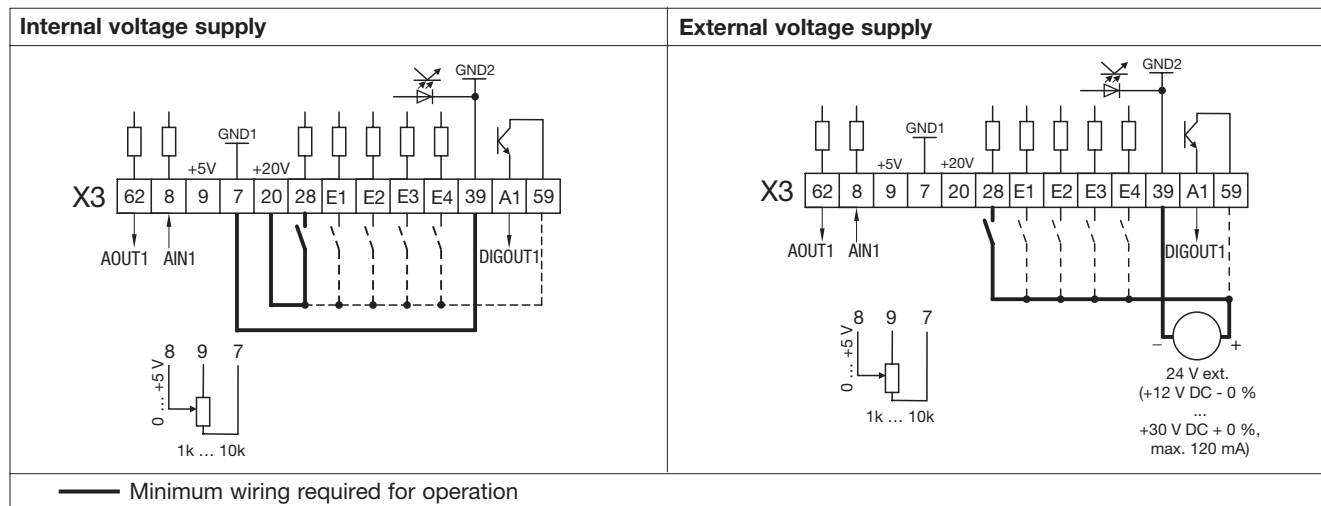 Internal voltage supply
GND2
GND1
+5V +20V
X3 62 8 9 7 20 28 E1 E2 E3 E4 39 A1 59
AOUT1 AIN1 DIGOUT1
8 9 7
0 ... +5 V
1k ... 10k
External voltage supply
GND2
GND1
+5V +20V
X3 62 8 9 7 20 28 E1 E2 E3 E4 39 A1 59
AOUT1 AIN1 DIGOUT1
8 9 7
0 ... +5 V
1k ... 10k
– +
24 V ext.
(+12 V DC - 0 %
...
+30 V DC + 0 %,
max. 120 mA)
Minimum wiring required for operation